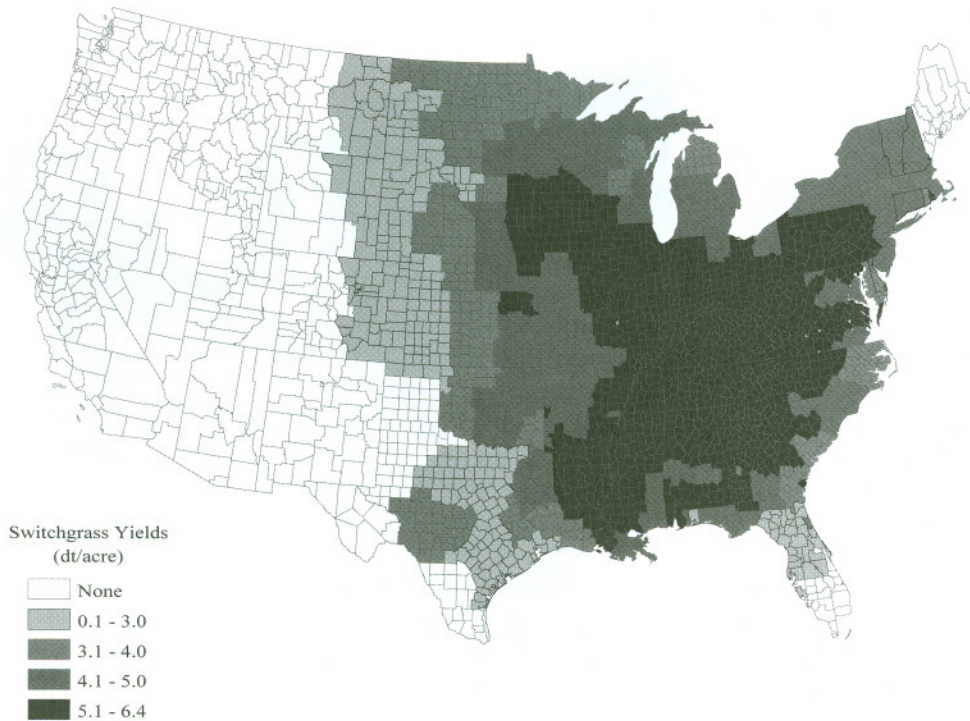 Switchgrass Yields
(dt/acre)
None
0.1 - 3.0
3.1 - 4.0
4.1 - 5.0
5.1 - 6.4